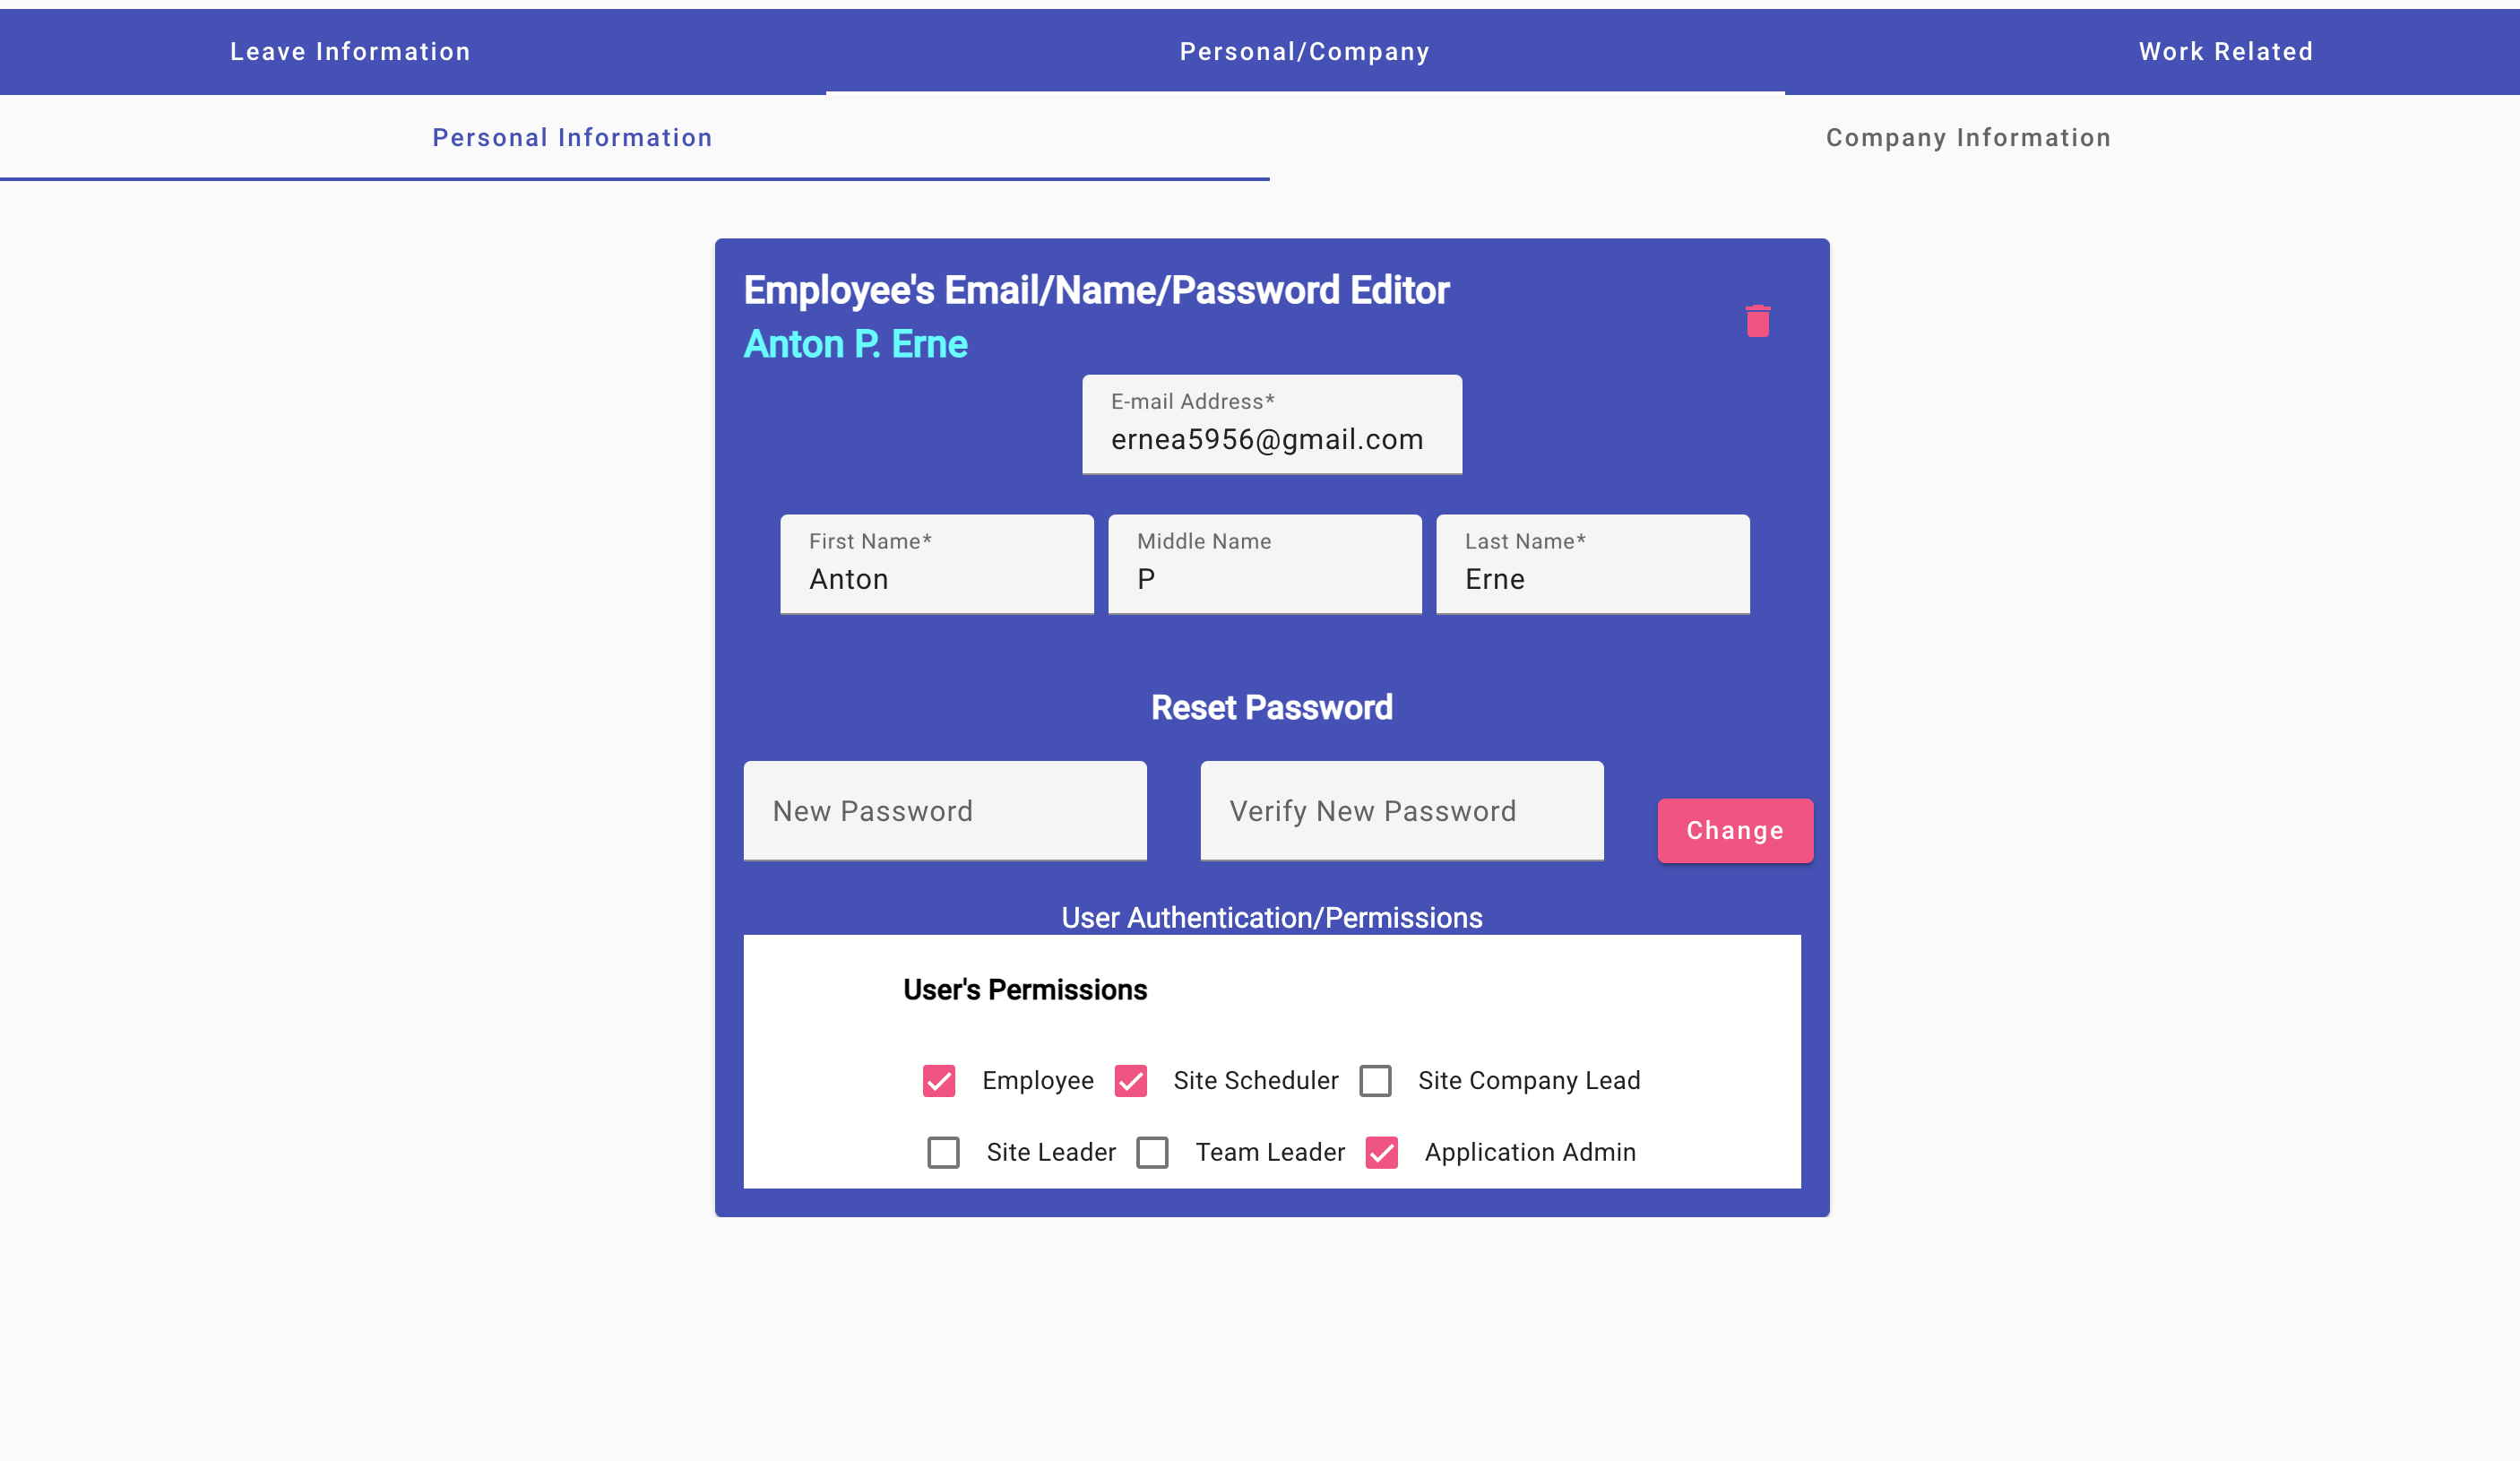 Leave Information Personal/Company Work Related
Personal Information Company Information
Employee's Email/Name/Password Editor
Anton P. Erne
E-mail Address*
ernea5956@gmail.com
First Name* Middle Name Last Name*
Anton P Erne
Reset Password
New Password Verify New Password Change
User Authentication/Permissions
User's Permissions
Employee Site Scheduler Site Company Lead
Site Leader Team Leader Application Admin